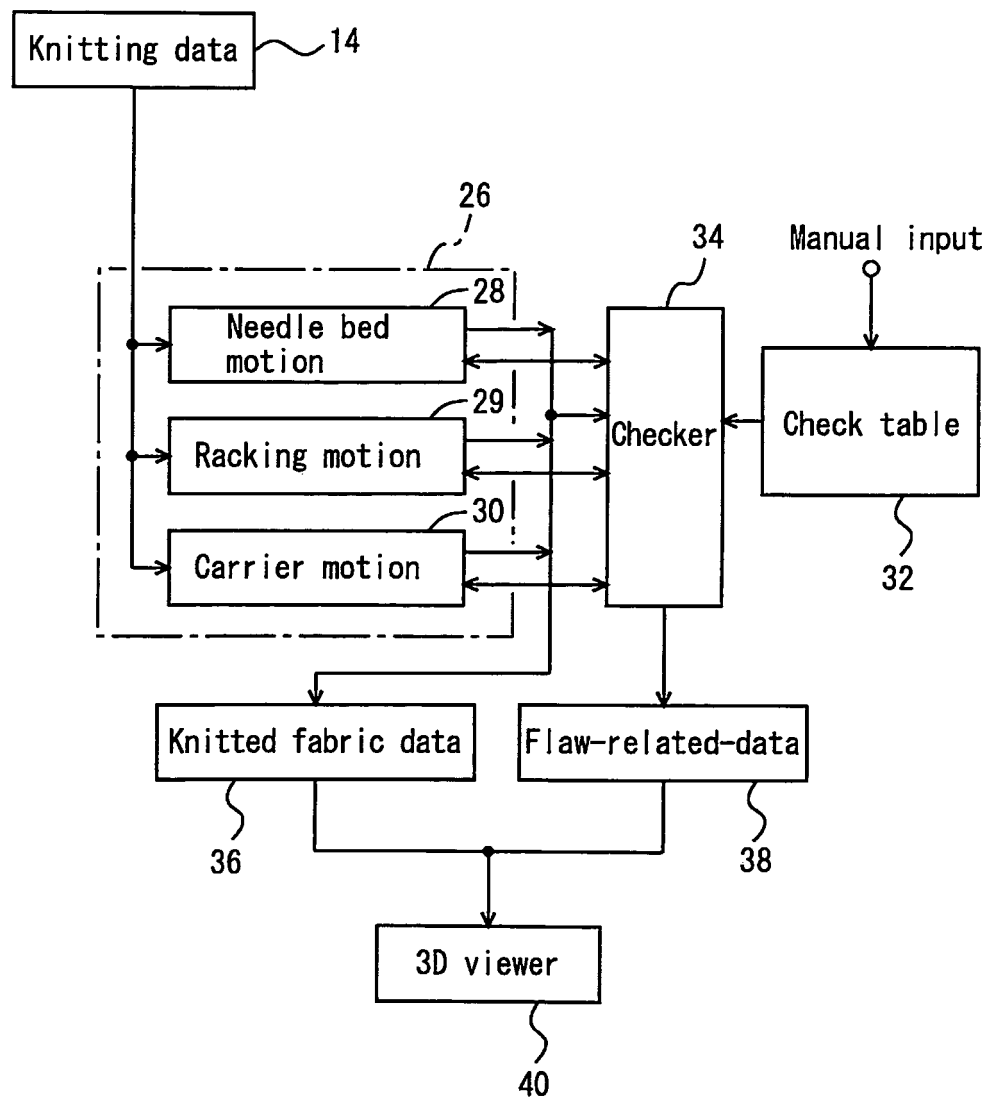 Knitting data
14
26
34
Manual input
28
Needle bed
motion
29
Racking motion
Checker
Check table
30
Carrier motion
32
Knitted fabric data
Flaw-related-data
36
38
3D viewer
40